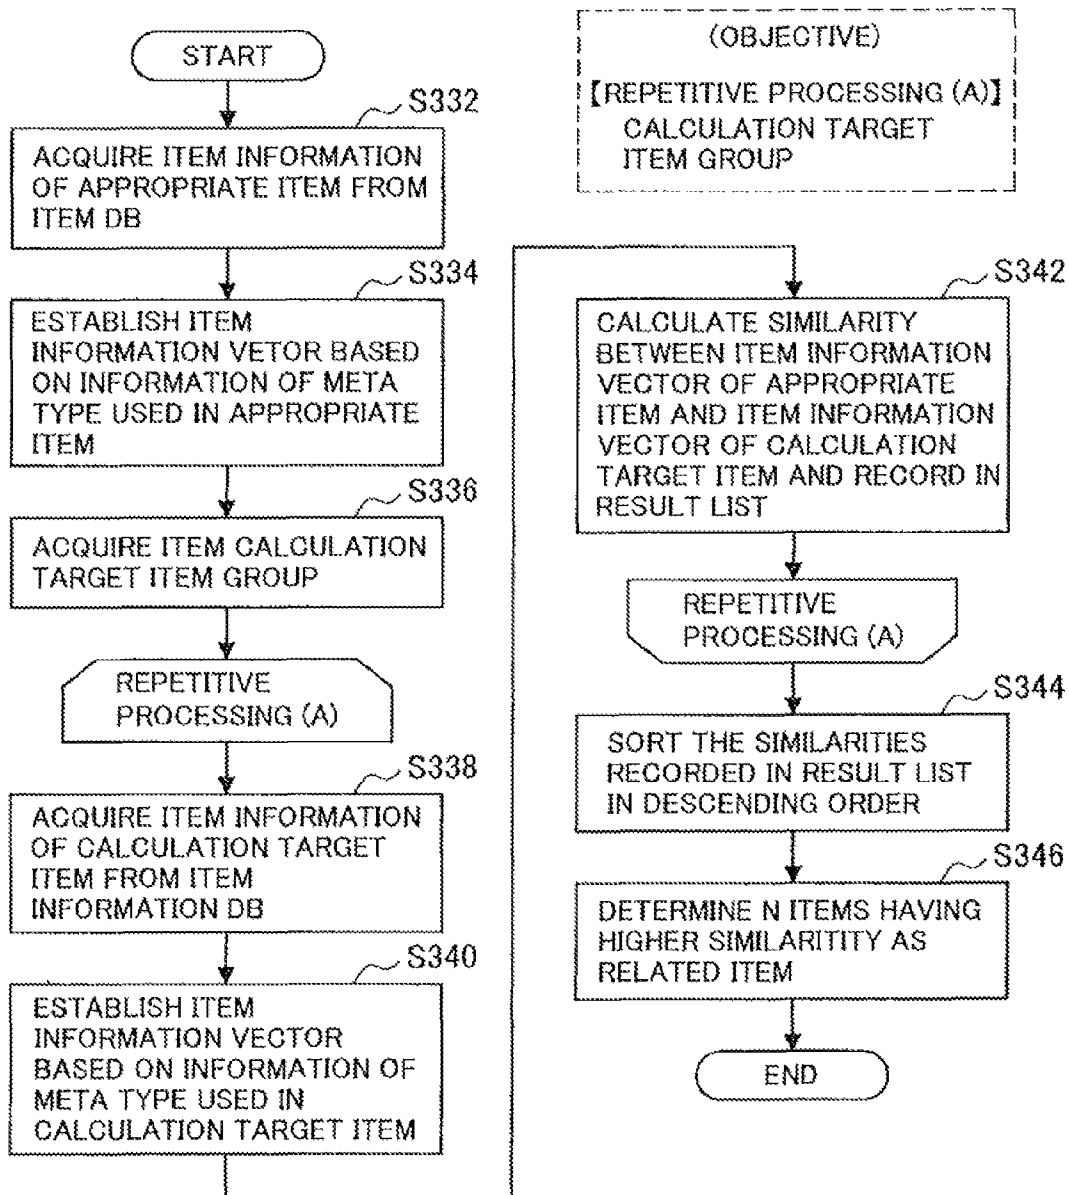 START
S332
ACQUIRE ITEM INFORMATION
OF APPROPRIATE ITEM FROM
ITEM DB
S334
ESTABLISH ITEM
INFORMATION VETOR BASED
ON INFORMATION OF META
TYPE USED IN APPROPRIATE
ITEM
S336
ACQUIRE ITEM CALCULATION
TARGET ITEM GROUP
REPETITIVE
PROCESSING (A)
S338
ACQUIRE ITEM INFORMATION
OF CALCULATION TARGET
ITEM FROM ITEM
INFORMATION DB
S340
ESTABLISH ITEM
INFORMATION VECTOR
BASED ON INFORMATION OF
META TYPE USED IN
CALCULATION TARGET ITEM
(OBJECTIVE)
【REPETITIVE PROCESSING (A)】
CALCULATION TARGET
ITEM GROUP
S342
CALCULATE SIMILARITY
BETWEEN ITEM INFORMATION
VECTOR OF APPROPRIATE
ITEM AND ITEM INFORMATION
VECTOR OF CALCULATION
TARGET ITEM AND RECORD IN
RESULT LIST
REPETITIVE
PROCESSING (A)
S344
SORT THE SIMILARITIES
RECORDED IN RESULT LIST
IN DESCENDING ORDER
S346
DETERMINE N ITEMS HAVING
HIGHER SIMILARITITY AS
RELATED ITEM
END